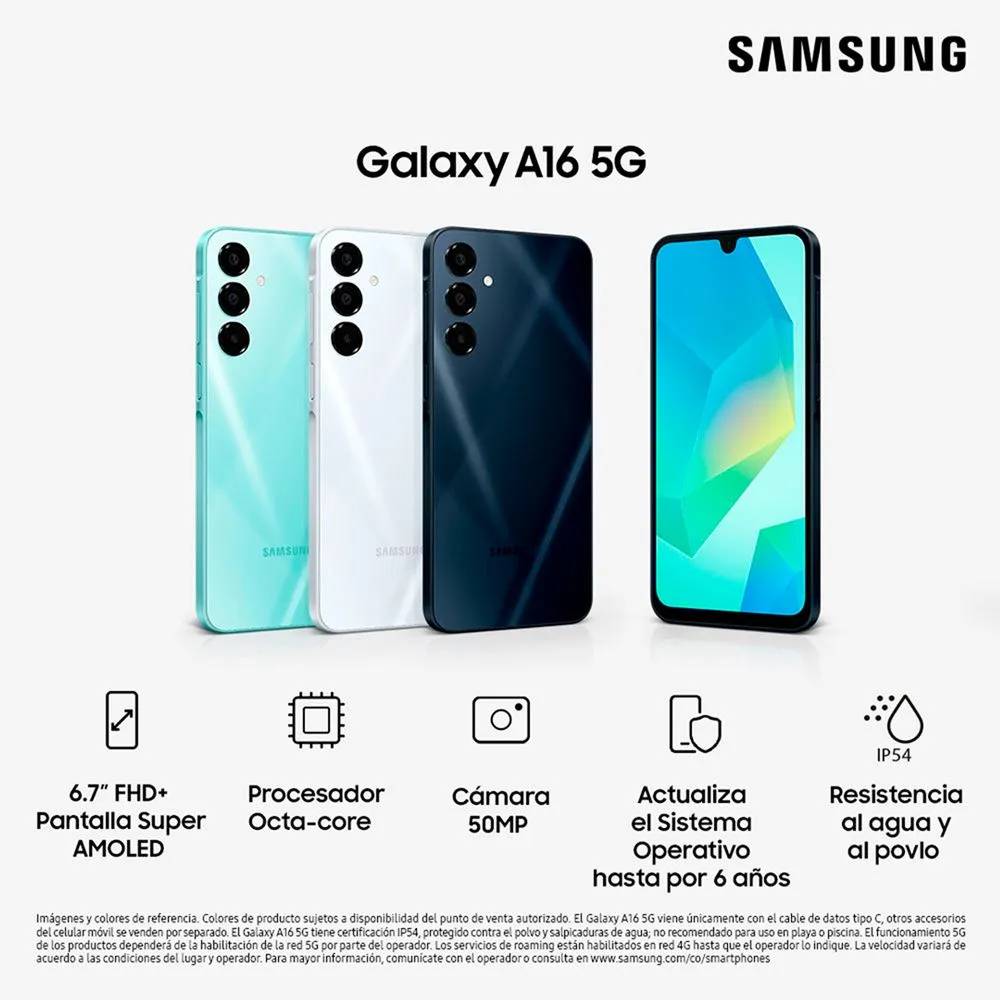 SAMSUNG
Galaxy A16 5G
SAMSUNG
6.7" FHD+
Pantalla Super
AMOLED
Procesador
Octa-core
Cámara
50MP
Actualiza
el Sistema
Operativo
hasta por 6 años
IP54
Resistencia
al agua y
al povlo
Imágenes y colores de referencia. Colores de producto sujetos a disponibilidad del punto de venta autorizado. El Galaxy A16 5G viene únicamente con el cable de datos tipo C, otros accesorios
del celular móvil se venden por separado. El Galaxy A16 5G tiene certificación IP54, protegido contra el polvo y salpicaduras de agua; no recomendado para uso en playa o piscina. El funcionamiento 5G
de los productos dependerá de la habilitación de la red 5G por parte del operador. Los servicios de roaming están habilitados en red 4G hasta que el operador lo indique. La velocidad variará de
acuerdo a las condiciones del lugar y operador. Para mayor información, comunícate con el operador o consulta en www.samsung.com/co/smartphones